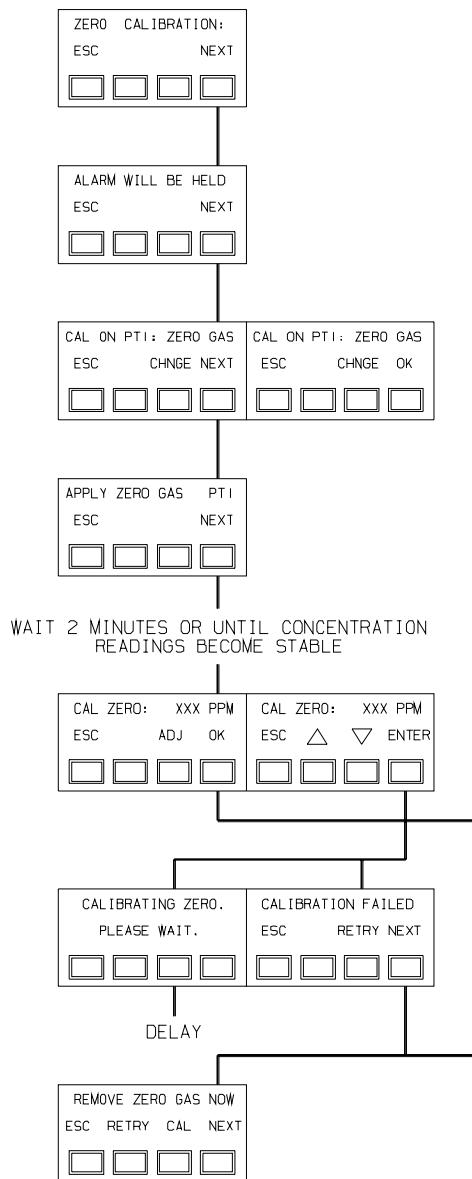 ZERO CALIBRATION:
ESC NEXT
ALARM WILL BE HELD
ESC NEXT
CAL ON PT1: ZERO GAS
ESC CHNGE NEXT
CAL ON PT1: ZERO GAS
ESC CHNGE OK
APPLY ZERO GAS PT1
ESC NEXT
WAIT 2 MINUTES OR UNTIL CONCENTRATION
READINGS BECOME STABLE
CAL ZERO: XXX PPM
ESC ADJ OK
CAL ZERO: XXX PPM
ESC △ ▽ ENTER
CALIBRATING ZERO.
PLEASE WAIT.
CALIBRATION FAILED
ESC RETRY NEXT
DELAY
REMOVE ZERO GAS NOW
ESC RETRY CAL NEXT